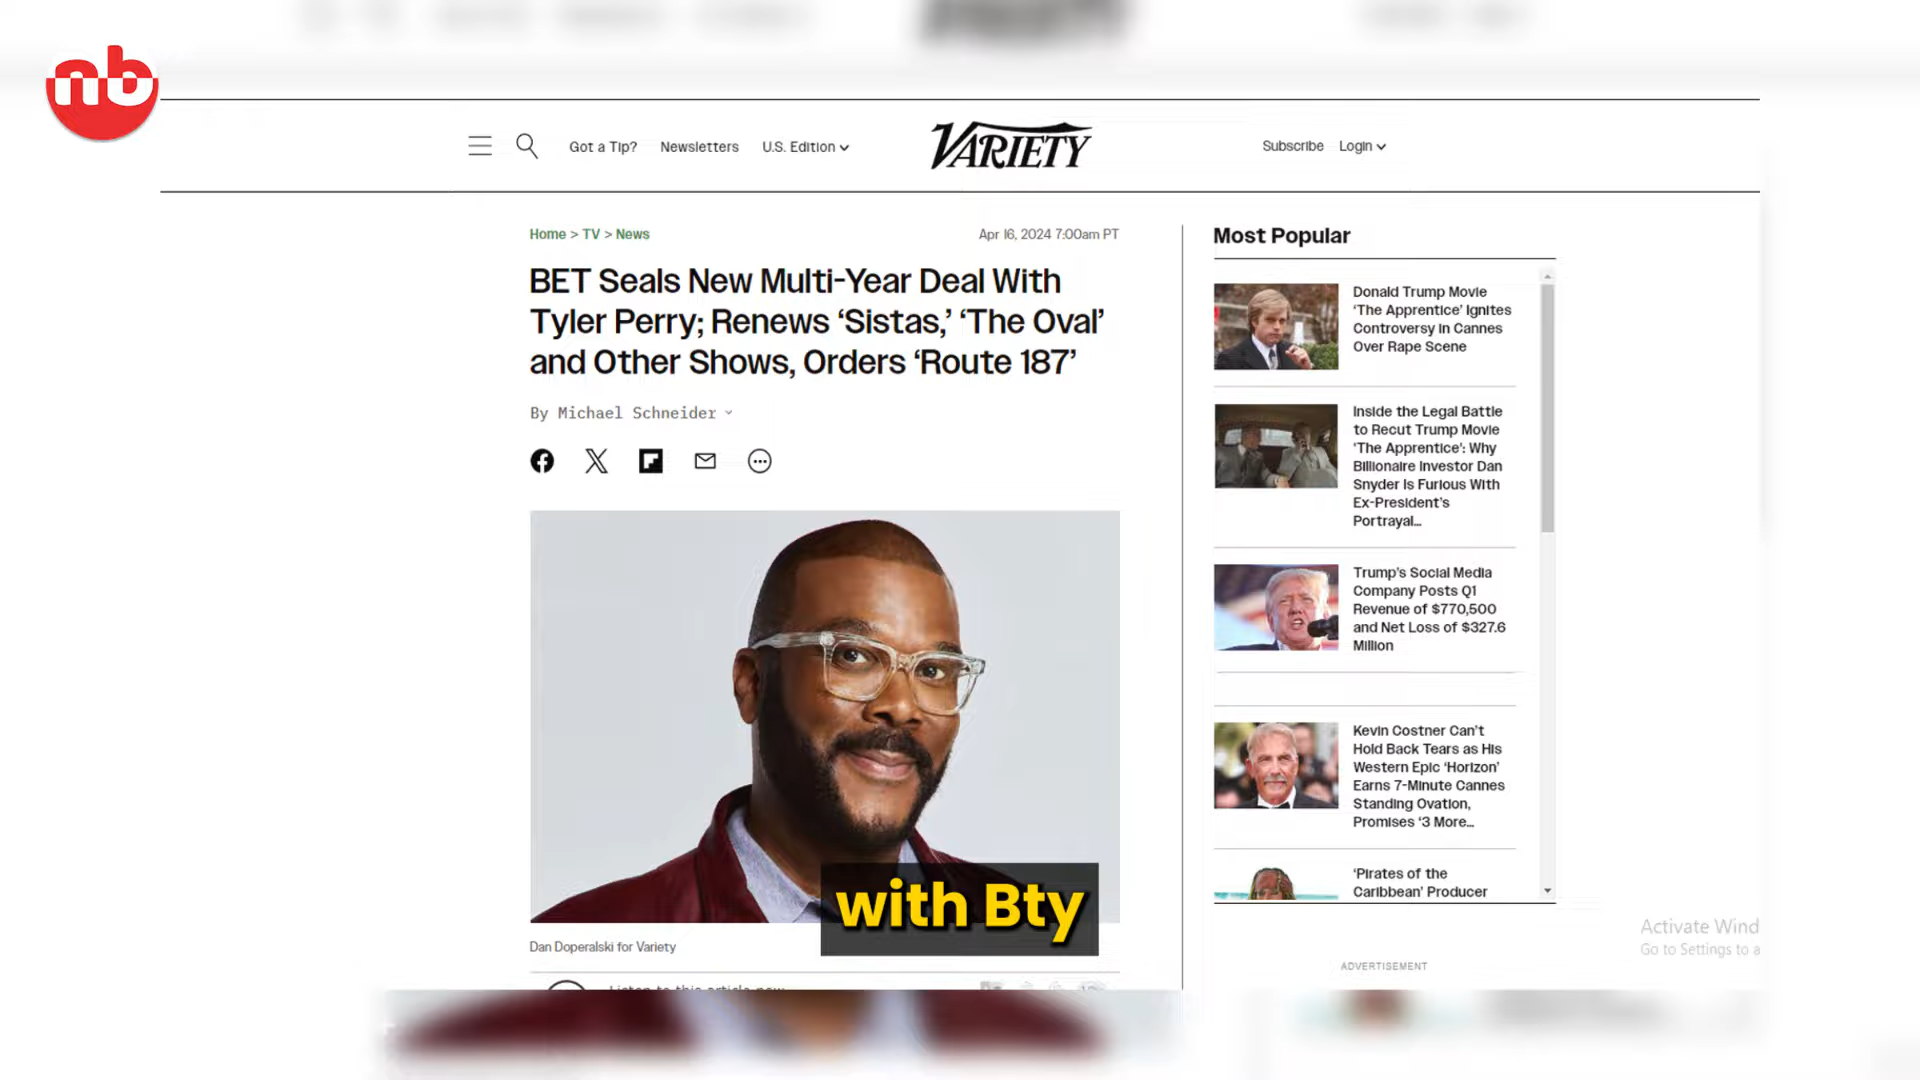 nb
Got a Tip? Newsletters U.S. Edition VARIETY Subscribe Login
Home > TV > News Apr 16, 2024 7:00am PT
BET Seals New Multi-Year Deal With
Tyler Perry; Renews ‘Sistas,’ ‘The Oval’
and Other Shows, Orders ‘Route 187’
By Michael Schneider
with Bty
Dan Doperalski for Variety
Listen to this article now
Most Popular
Donald Trump Movie
‘The Apprentice’ Ignites
Controversy in Cannes
Over Rape Scene
Inside the Legal Battle
to Recut Trump Movie
‘The Apprentice’: Why
Billionaire Investor Dan
Snyder Is Furious With
Ex-President’s
Portrayal…
Trump’s Social Media
Company Posts Q1
Revenue of $770,500
and Net Loss of $327.6
Million
Kevin Costner Can’t
Hold Back Tears as His
Western Epic ‘Horizon’
Earns 7-Minute Cannes
Standing Ovation,
Promises ‘3 More…
‘Pirates of the
Caribbean’ Producer
ADVERTISEMENT
Activate Wind
Go to Settings to a